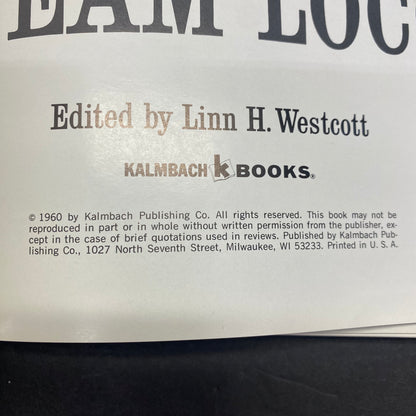 EAM LOC
Edited by Linn H. Westcott
KALMBACH k BOOKS®
© 1960 by Kalmbach Publishing Co. All rights reserved. This book may not be
reproduced in part or in whole without written permission from the publisher, ex-
cept in the case of brief quotations used in reviews. Published by Kalmbach Pub-
lishing Co., 1027 North Seventh Street, Milwaukee, WI 53233. Printed in U. S. A.